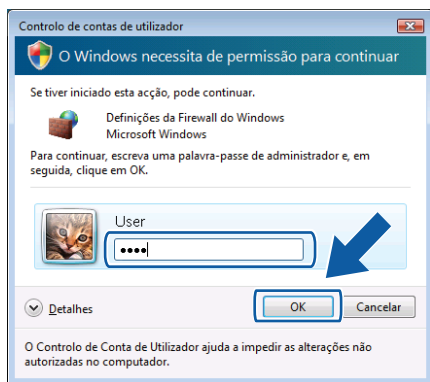 Controlo de contas de utilizador
O Windows necessita de permissão para continuar
Se tiver iniciado esta acção, pode continuar.
Definições da Firewall do Windows
Microsoft Windows
Para continuar, escreva uma palavra-passe de administrador e, em
seguida, clique em OK.
User
••••
Detalhes
OK
Cancelar
O Controlo de Conta de Utilizador ajuda a impedir as alterações não
autorizadas no computador.